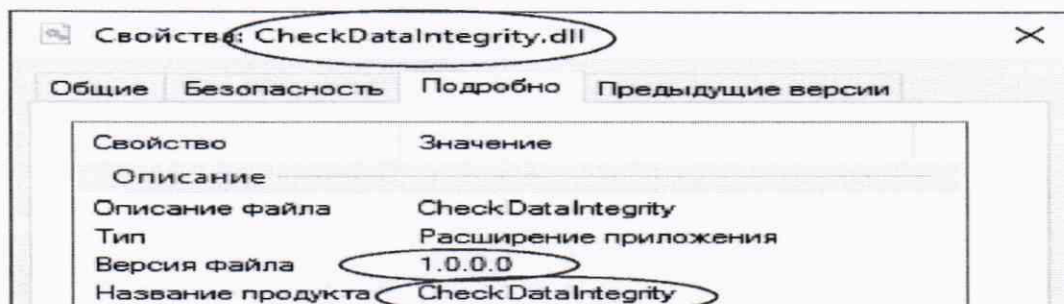 Свойства: CheckDataIntegrity.dll
Общие Безопасность Подробно Предыдущие версии
Свойство Значение
Описание
Описание файла CheckDataIntegrity
Тип Расширение приложения
Версия файла 1.0.0.0
Название продукта CheckDataIntegrity